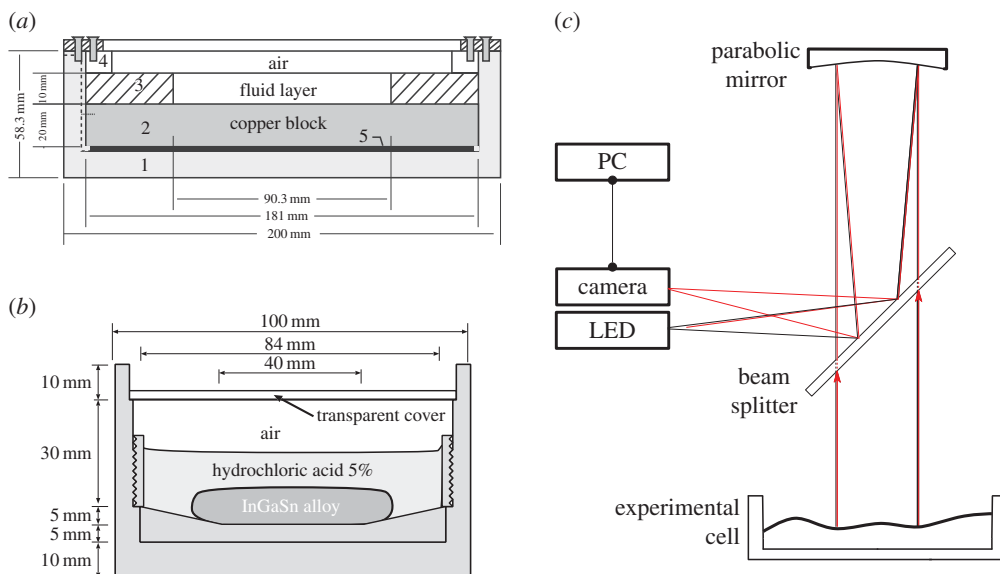 (a)
4
air
3
fluid layer
2
copper block
5
1
58.3 mm
10 mm
20 mm
90.3 mm
181 mm
200 mm
(b)
100 mm
84 mm
40 mm
10 mm
transparent cover
air
30 mm
hydrochloric acid 5%
InGaSn alloy
5 mm
5 mm
10 mm
(c)
parabolic
mirror
PC
camera
LED
beam
splitter
experimental
cell